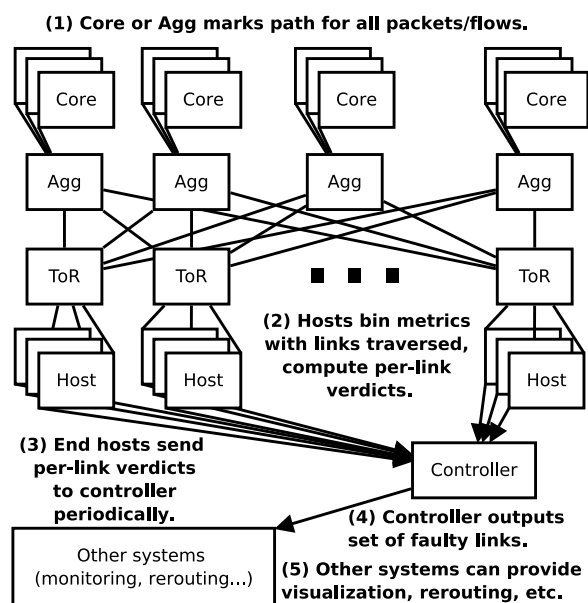 (1) Core or Agg marks path for all packets/flows.
Core
Core
Core
Core
Agg
Agg
Agg
Agg
ToR
ToR
ToR
(2) Hosts bin metrics
with links traversed,
compute per-link
verdicts.
Host
Host
Host
(3) End hosts send
per-link verdicts
to controller
periodically.
Controller
(4) Controller outputs
set of faulty links.
Other systems
(monitoring, rerouting...)
(5) Other systems can provide
visualization, rerouting, etc.